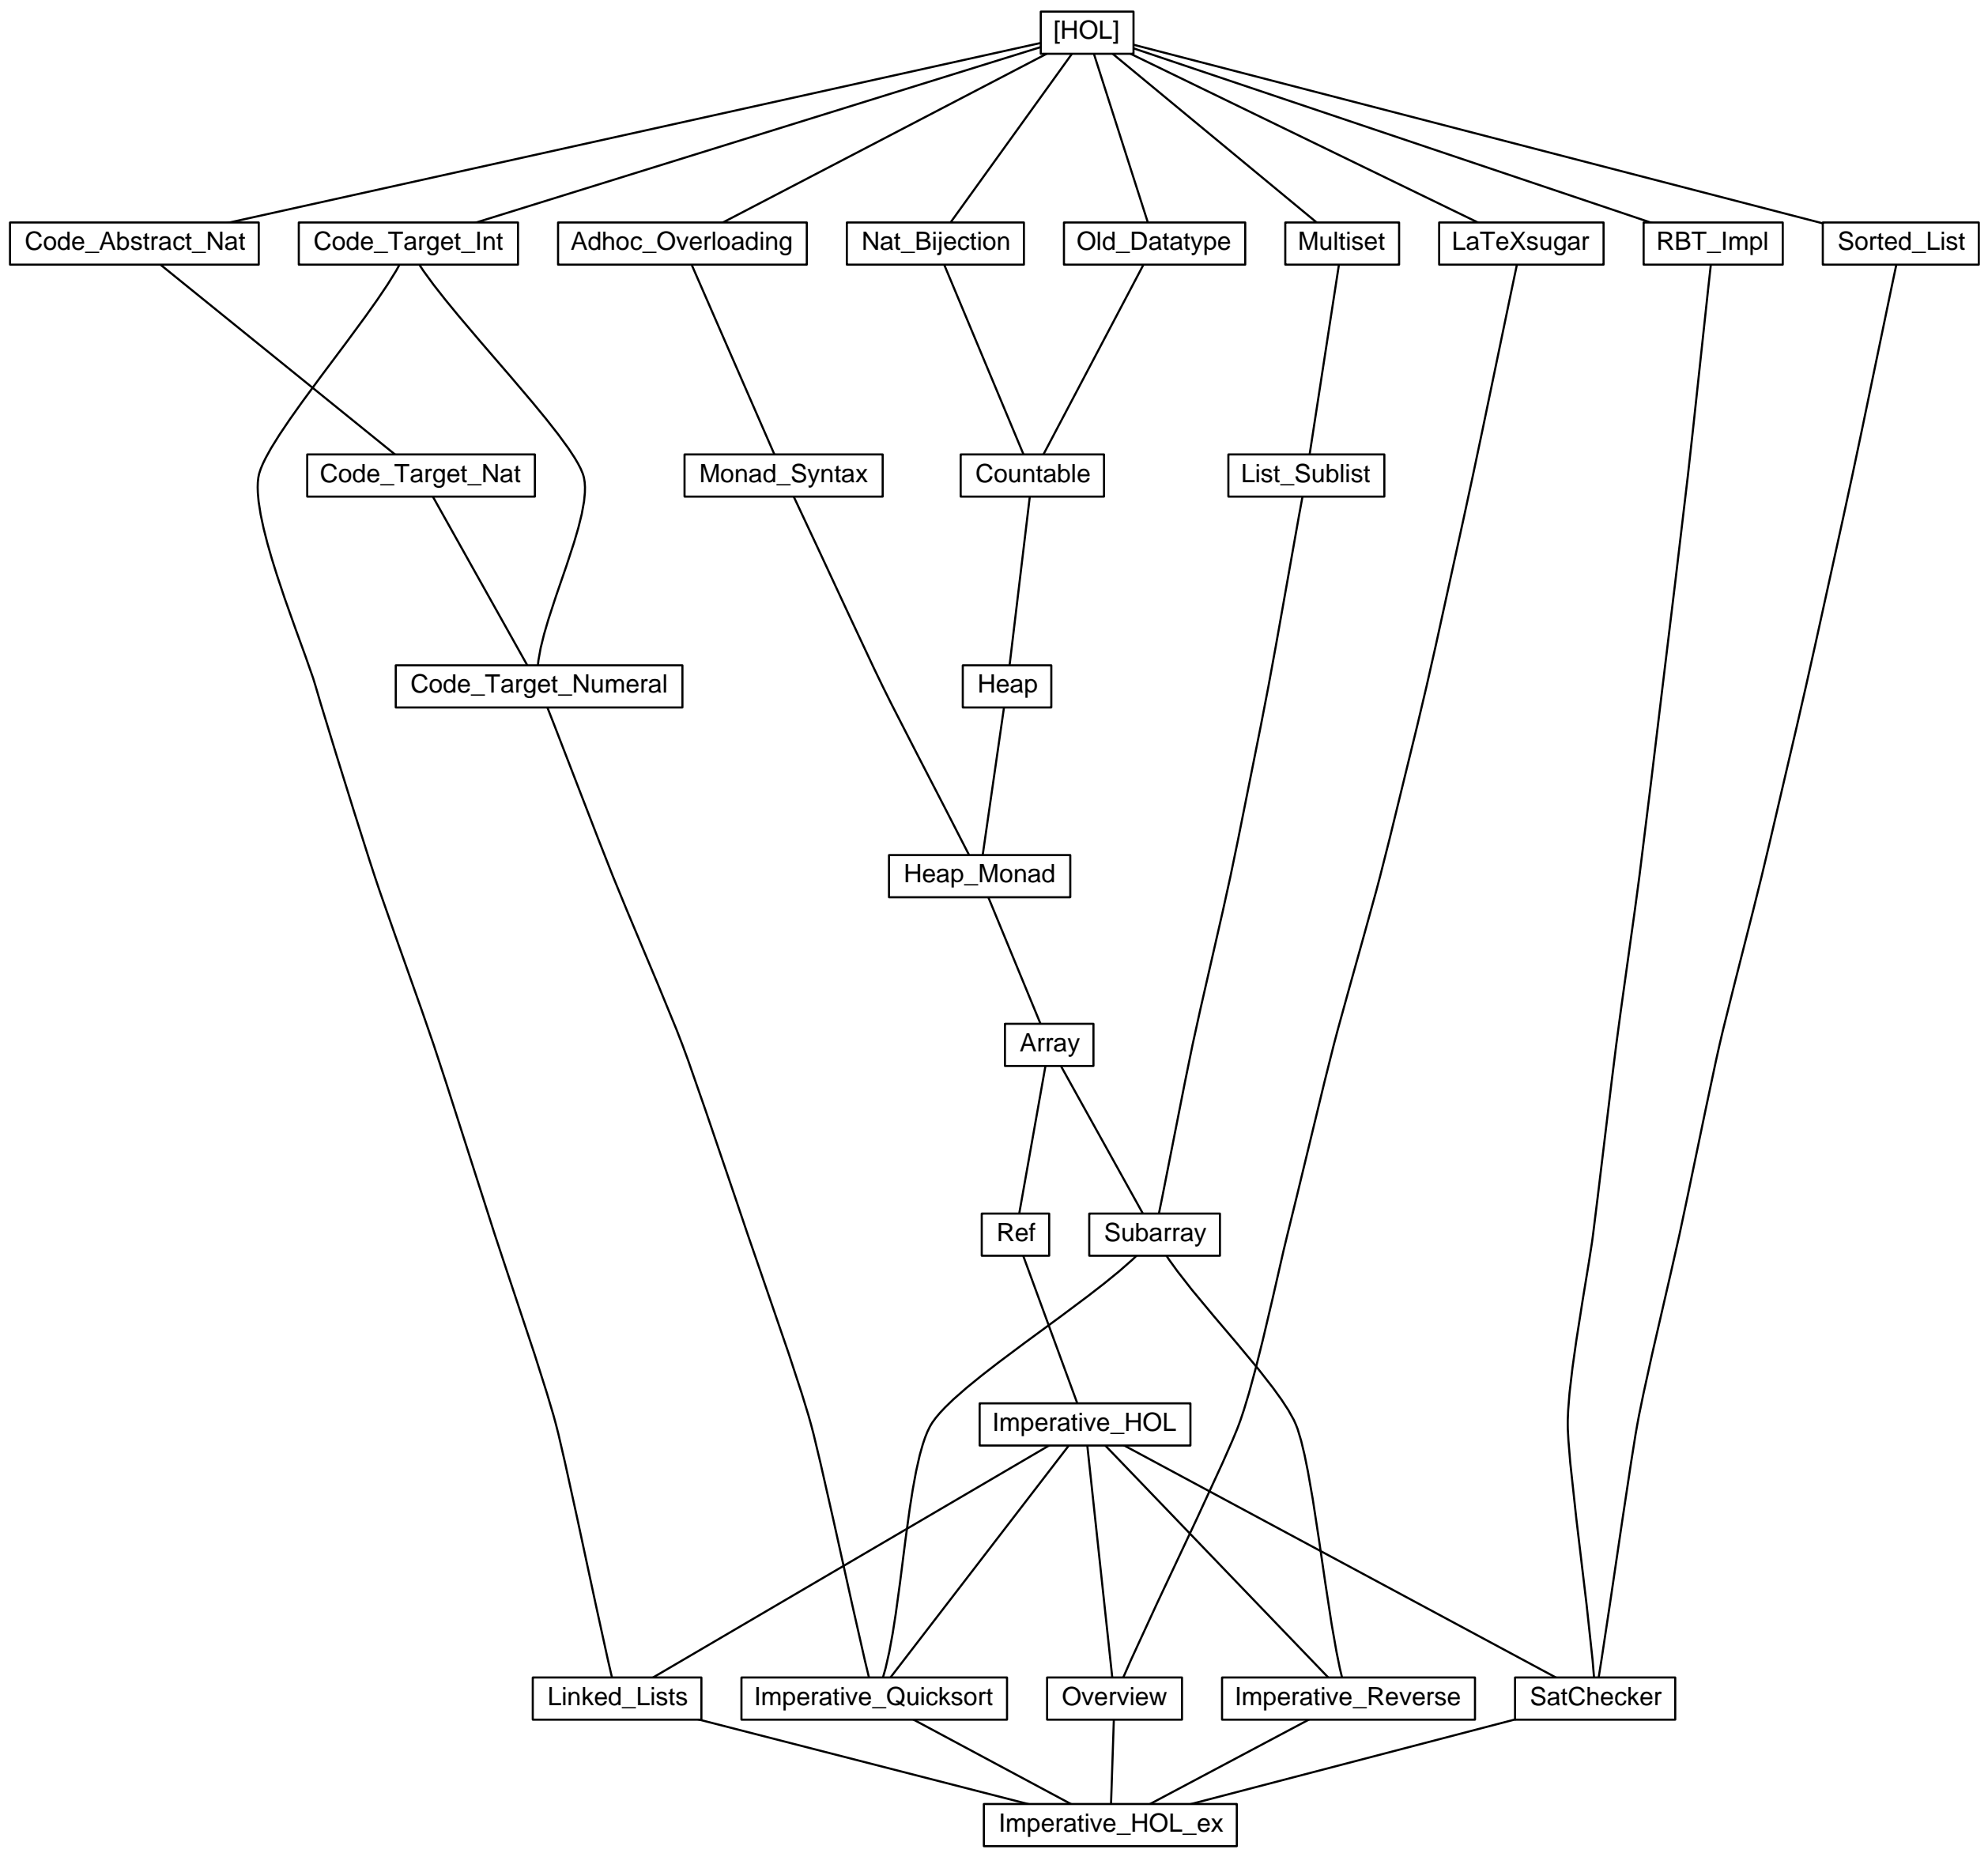 [HOL]
Code_Abstract_Nat
Code_Target_Int
Adhoc_Overloading
Nat_Bijection
Old_Datatype
Multiset
LaTeXsugar
RBT_Impl
Sorted_List
Code_Target_Nat
Monad_Syntax
Countable
List_Sublist
Code_Target_Numeral
Heap
Heap_Monad
Array
Ref
Subarray
Imperative_HOL
Linked_Lists
Imperative_Quicksort
Overview
Imperative_Reverse
SatChecker
Imperative_HOL_ex